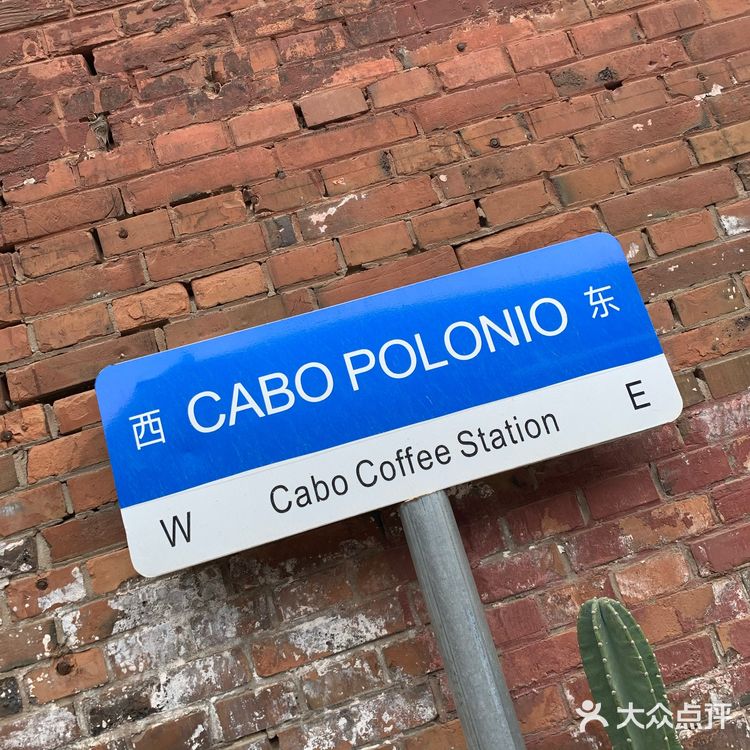 西 CABO POLONIO 东
W Cabo Coffee Station E
大众点评